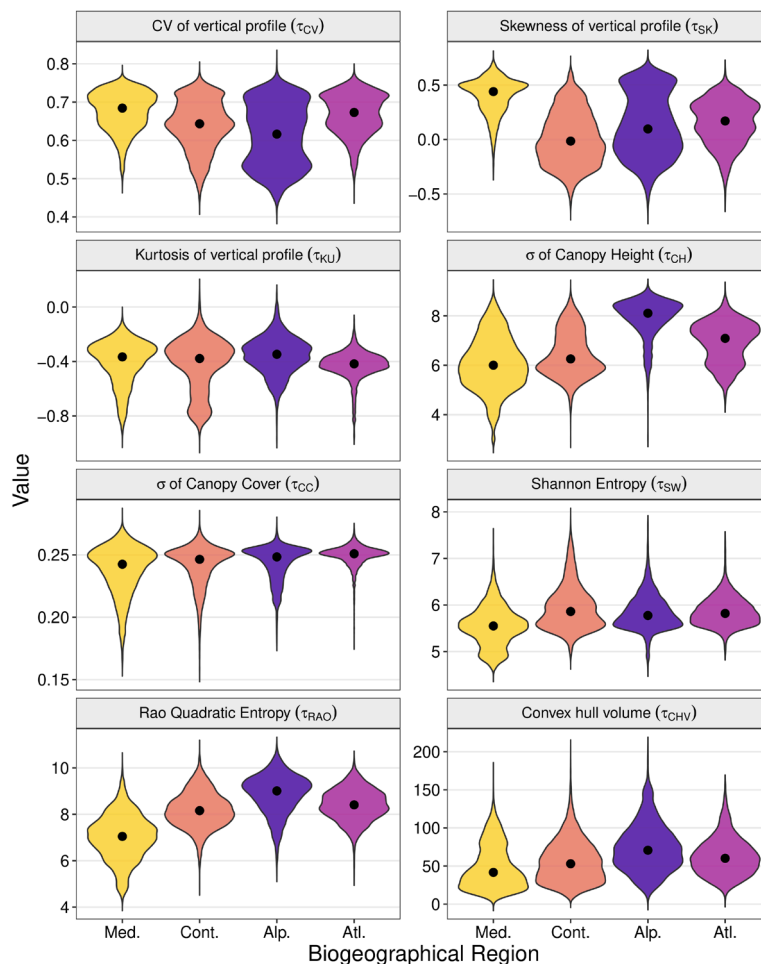 CV of vertical profile (τCV)
Skewness of vertical profile (τSK)
0.8
0.7
0.6
0.5
0.4
0.5
0.0
−0.5
Kurtosis of vertical profile (τKU)
σ of Canopy Height (τCH)
0.0
−0.4
−0.8
8
6
4
σ of Canopy Cover (τCC)
Shannon Entropy (τSW)
0.25
0.20
0.15
8
7
6
5
Rao Quadratic Entropy (τRAO)
Convex hull volume (τCHV)
10
8
6
4
200
150
100
50
0
Med. Cont. Alp. Atl.
Med. Cont. Alp. Atl.
Value
Biogeographical Region